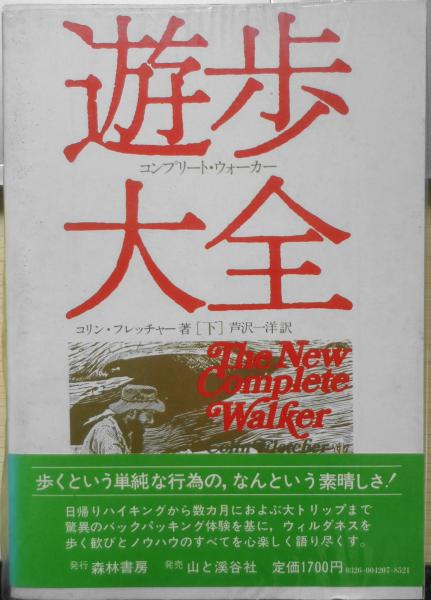 遊歩
コンプリート・ウォーカー
大全
コリン・フレッチャー著［下］芦沢一洋訳
The New
Complete
Walker
Colin Fletcher
歩くという単純な行為の,なんという素晴しさ!
日帰りハイキングから数カ月におよぶ大トリップまで
驚異のバックパッキング体験を基に,ウィルダネスを
歩く歓びとノウハウのすべてを心楽しく語り尽くす。
発行 森林書房 発売 山と溪谷社 定価1700円 0326-004207-8521